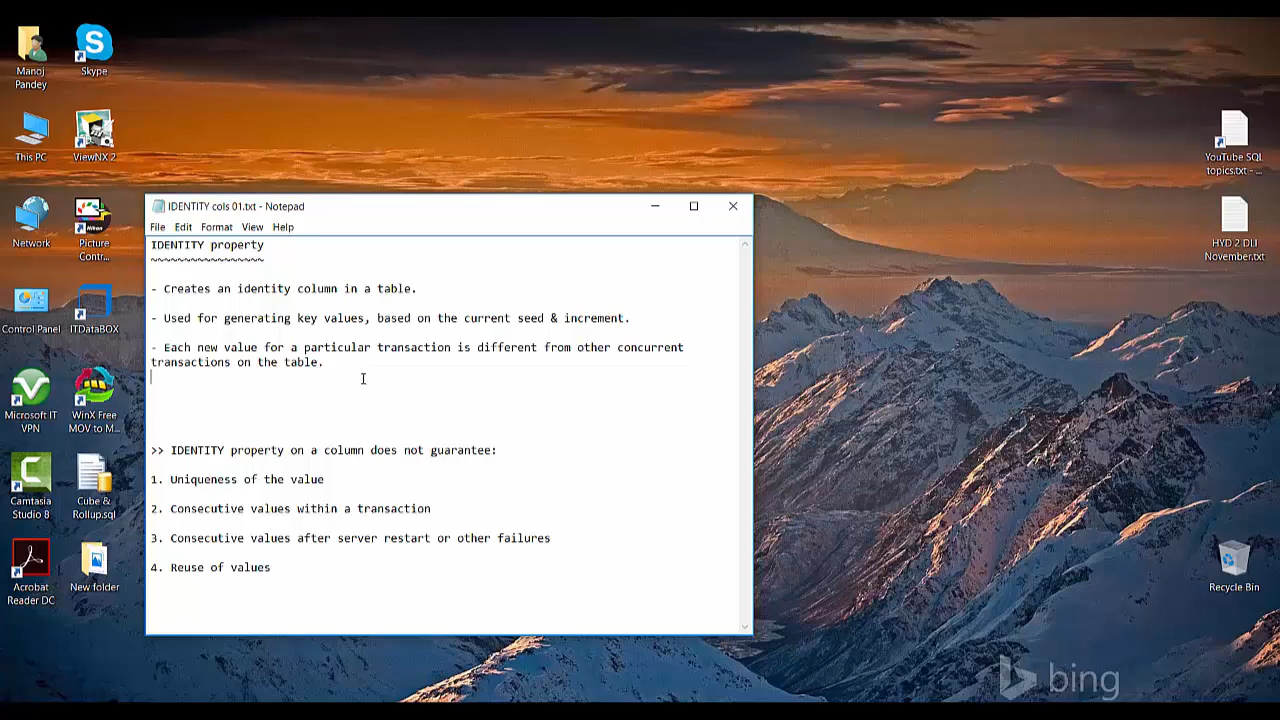 Manoj
Pandey
Skype
This PC
ViewNX 2
Network
Nikon
Picture
Contr...
Control Panel
ITDataBOX
Microsoft IT
VPN
WinX Free
MOV to M...
Camtasia
Studio 8
Cube &
Rollup.sql
Acrobat
Reader DC
New folder
IDENTITY cols 01.txt - Notepad
File Edit Format View Help
IDENTITY property
~~~~~~~~~~~~~~~~~
- Creates an identity column in a table.
- Used for generating key values, based on the current seed & increment.
- Each new value for a particular transaction is different from other concurrent
transactions on the table.
>> IDENTITY property on a column does not guarantee:
1. Uniqueness of the value
2. Consecutive values within a transaction
3. Consecutive values after server restart or other failures
4. Reuse of values
YouTube SQL
topics.txt - ...
HYD 2 DLI
November.txt
Recycle Bin
bing